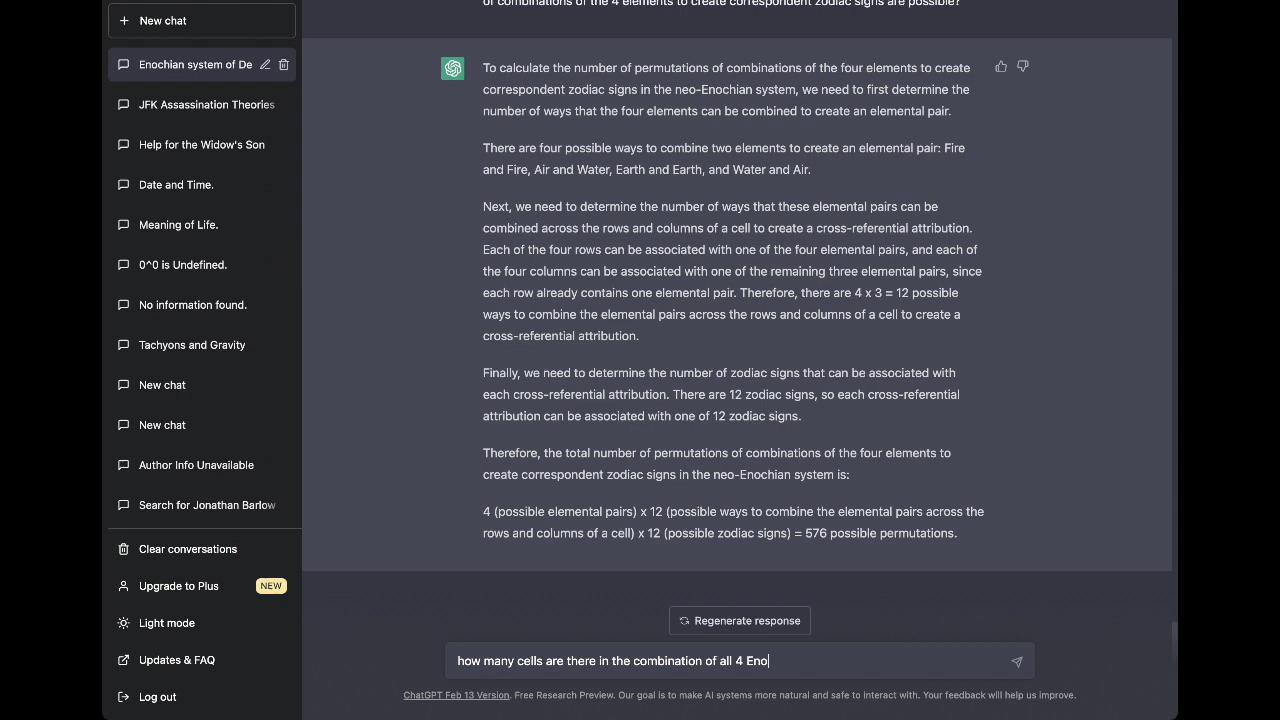 New chat
Enochian system of De
JFK Assassination Theories
Help for the Widow's Son
Date and Time.
Meaning of Life.
0^0 is Undefined.
No information found.
Tachyons and Gravity
New chat
New chat
Author Info Unavailable
Search for Jonathan Barlow
Clear conversations
Upgrade to Plus NEW
Light mode
Updates & FAQ
Log out
of combinations of the 4 elements to create correspondent zodiac signs are possible?
To calculate the number of permutations of combinations of the four elements to create
correspondent zodiac signs in the neo-Enochian system, we need to first determine the
number of ways that the four elements can be combined to create an elemental pair.
There are four possible ways to combine two elements to create an elemental pair: Fire
and Fire, Air and Water, Earth and Earth, and Water and Air.
Next, we need to determine the number of ways that these elemental pairs can be
combined across the rows and columns of a cell to create a cross-referential attribution.
Each of the four rows can be associated with one of the four elemental pairs, and each of
the four columns can be associated with one of the remaining three elemental pairs, since
each row already contains one elemental pair. Therefore, there are 4 x 3 = 12 possible
ways to combine the elemental pairs across the rows and columns of a cell to create a
cross-referential attribution.
Finally, we need to determine the number of zodiac signs that can be associated with
each cross-referential attribution. There are 12 zodiac signs, so each cross-referential
attribution can be associated with one of 12 zodiac signs.
Therefore, the total number of permutations of combinations of the four elements to
create correspondent zodiac signs in the neo-Enochian system is:
4 (possible elemental pairs) x 12 (possible ways to combine the elemental pairs across the
rows and columns of a cell) x 12 (possible zodiac signs) = 576 possible permutations.
Regenerate response
how many cells are there in the combination of all 4 Eno
ChatGPT Feb 13 Version. Free Research Preview. Our goal is to make AI systems more natural and safe to interact with. Your feedback will help us improve.